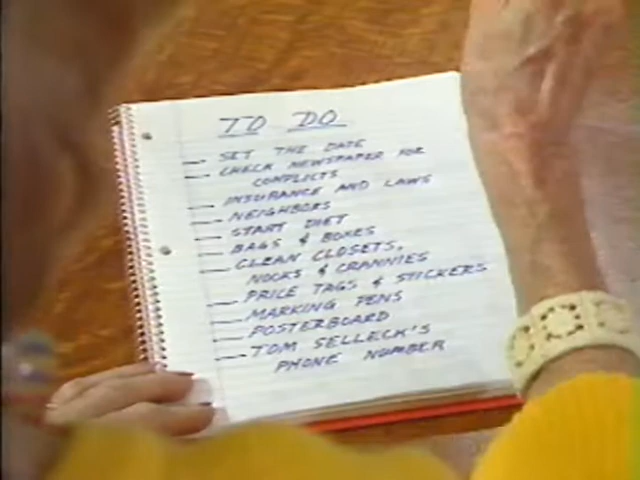 TO DO
— SET THE DATE
— CHECK NEWSPAPER FOR
CONFLICTS
— INSURANCE AND LAWS
— NEIGHBORS
— START DIET
— BAGS & BOXES
— CLEAN CLOSETS,
NOOKS & CRANNIES
— PRICE TAGS & STICKERS
— MARKING PENS
— POSTERBOARD
— TOM SELLECK'S
PHONE NUMBER